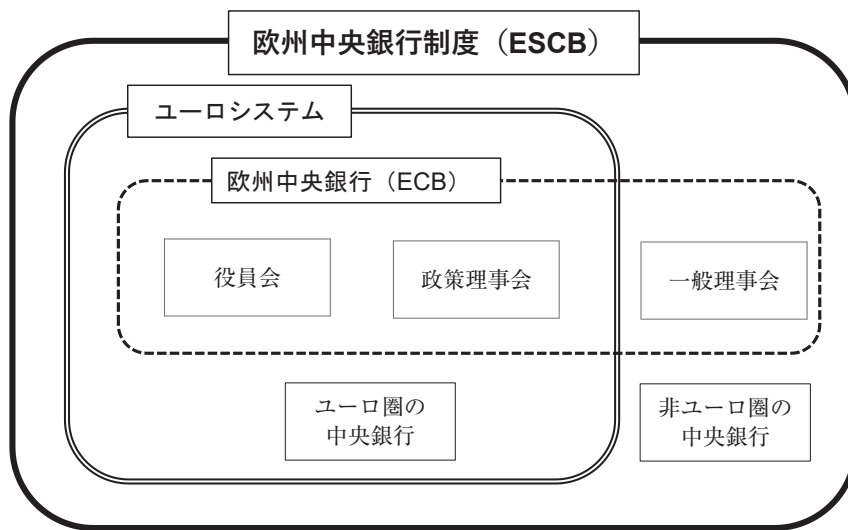 欧州中央銀行制度（ESCB）
ユーロシステム
欧州中央銀行（ECB）
役員会
政策理事会
一般理事会
ユーロ圏の
中央銀行
非ユーロ圏の
中央銀行